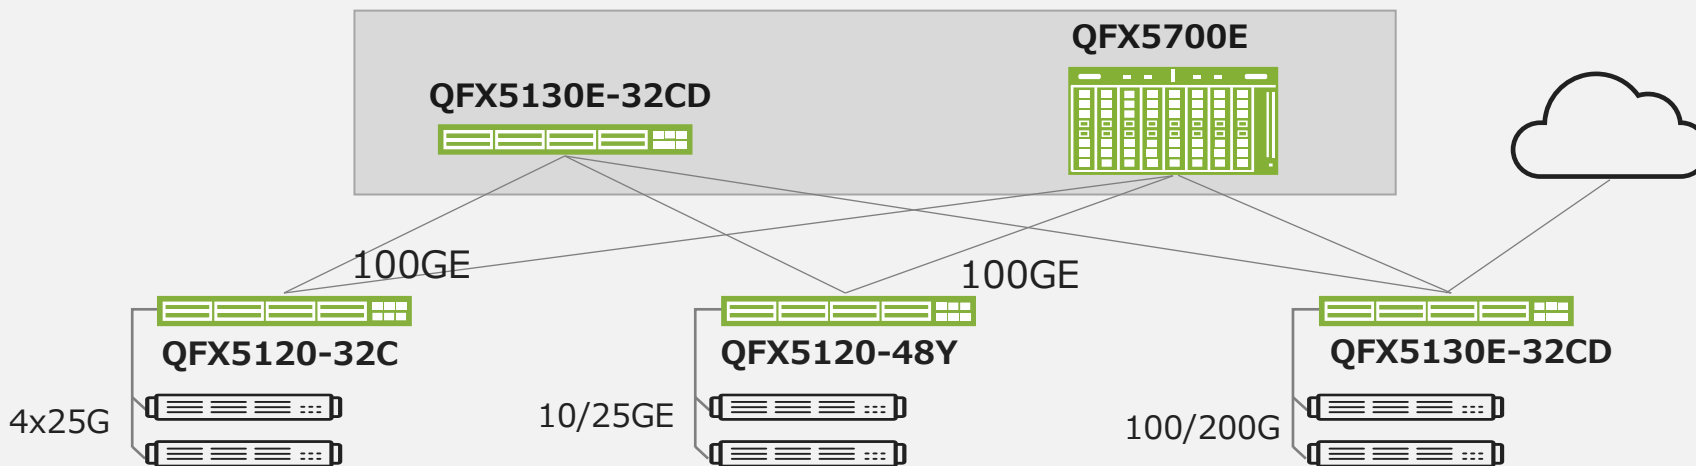 QFX5700E
QFX5130E-32CD
100GE
100GE
QFX5120-32C
QFX5120-48Y
QFX5130E-32CD
4x25G
10/25GE
100/200G